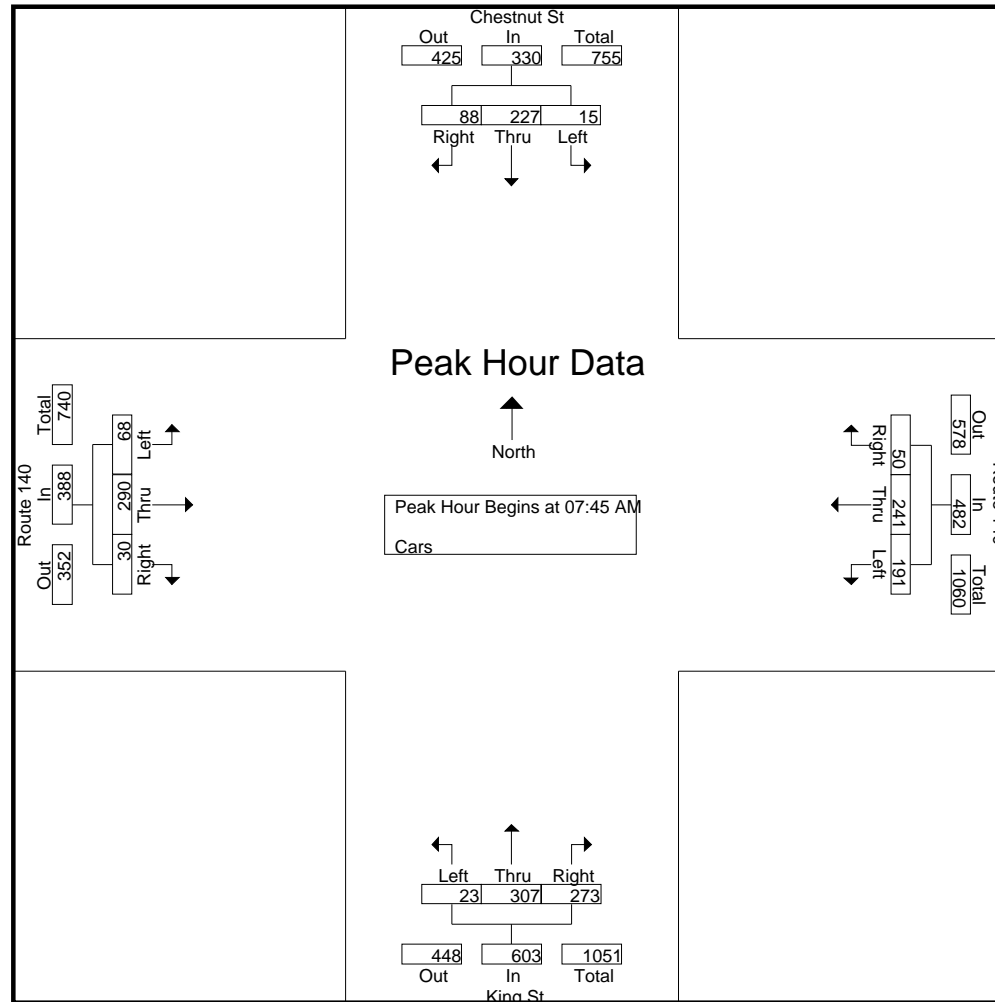 Chestnut St
Out In Total
425 330 755
88 227 15
Right Thru Left
Peak Hour Data
North
Peak Hour Begins at 07:45 AM
Cars
Route 140
Total In Out
740 388 352
68 290 30
Left Thru Right
Out In Total
578 482 1060
50 241 191
Right Thru Left
Left Thru Right
23 307 273
448 603 1051
Out In Total
King St